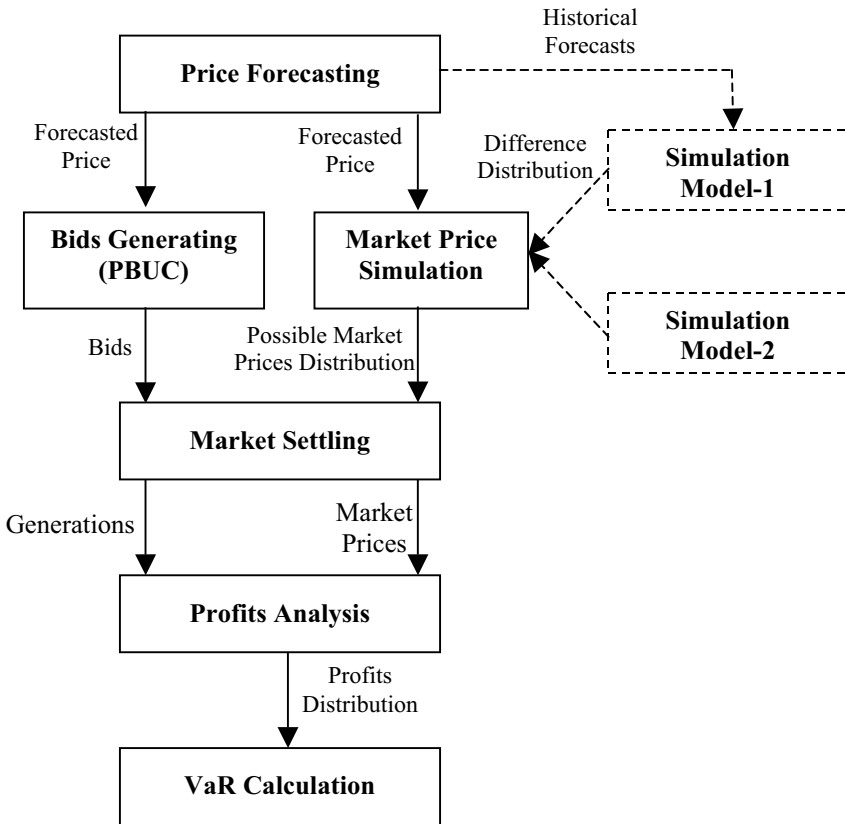 Historical
Forecasts
Price Forecasting
Forecasted
Price
Forecasted
Price
Difference
Distribution
Simulation
Model-1
Bids Generating
(PBUC)
Market Price
Simulation
Simulation
Model-2
Bids
Possible Market
Prices Distribution
Market Settling
Generations
Market
Prices
Profits Analysis
Profits
Distribution
VaR Calculation